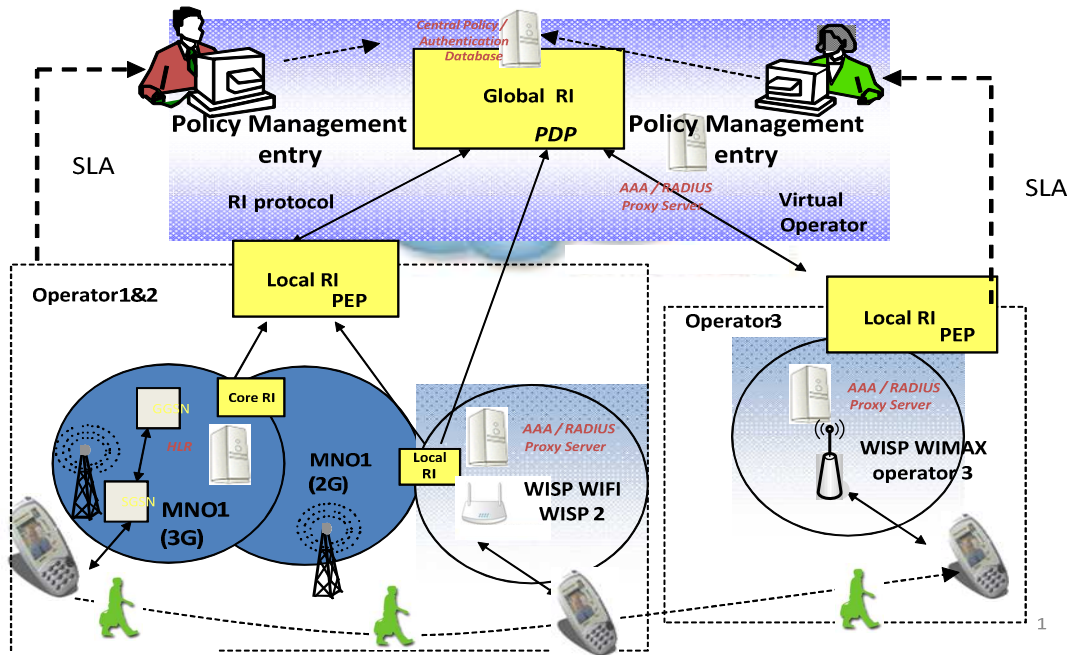 Central Policy /
Authentication
Database
Global RI
PDP
Policy Management
entry
Policy Management
entry
SLA
SLA
AAA / RADIUS
Proxy Server
RI protocol
Virtual
Operator
Local RI
PEP
Operator1&2
Operator3
Local RI
PEP
Core RI
HLR
MNO1
(3G)
MNO1
(2G)
Local
RI
AAA / RADIUS
Proxy Server
WISP WIFI
WISP 2
AAA / RADIUS
Proxy Server
WISP WIMAX
operator 3
1